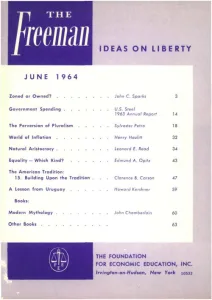 THE
Freeman
IDEAS ON LIBERTY
JUNE 1964
Zoned or Owned? . . . . . . . . John C. Sparks 3
Government Spending . . . . . . U.S. Steel
1963 Annual Report 14
The Perversion of Pluralism . . . . Sylvester Petro 18
World of Inflation . . . . . . . Henry Hazlitt 28
Natural Aristocracy . . . . . . . Leonard E. Read 34
Equality — Which Kind? . . . . . Edmund A. Opitz 43
The American Tradition:
15. Building Upon the Tradition . . Clarence B. Carson 47
A Lesson from Uruguay . . . . . Howard Kershner 59
Books:
Modern Mythology . . . . . . . John Chamberlain 60
Other Books . . . . . . . . . 63
THE FOUNDATION
FOR ECONOMIC EDUCATION, INC.
Irvington-on-Hudson, New York 10533